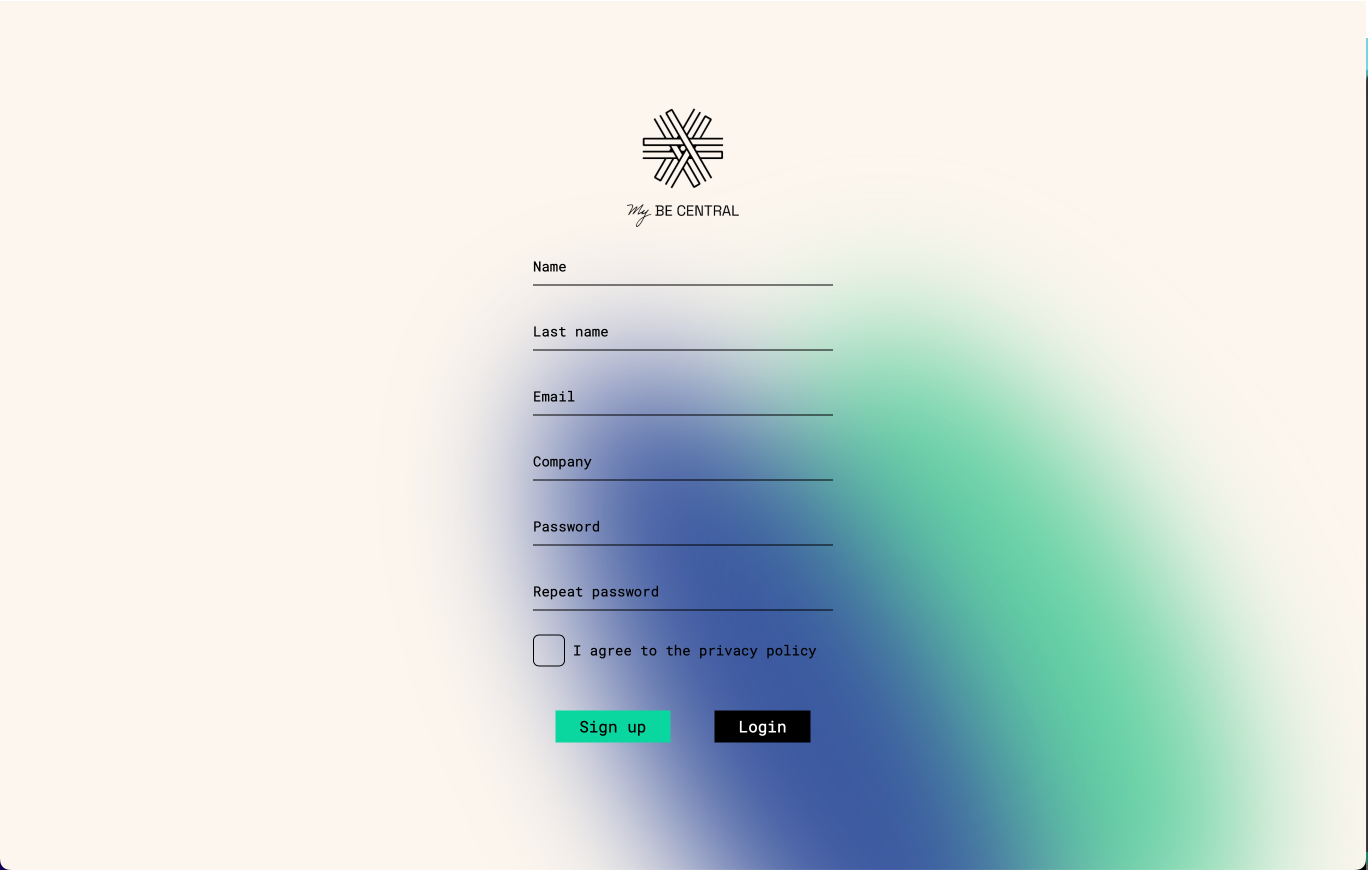 My BE CENTRAL
Name
Last name
Email
Company
Password
Repeat password
I agree to the privacy policy
Sign up
Login